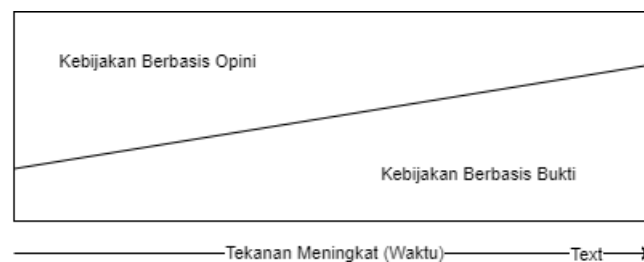 Kebijakan Berbasis Opini
Kebijakan Berbasis Bukti
Tekanan Meningkat (Waktu) Text